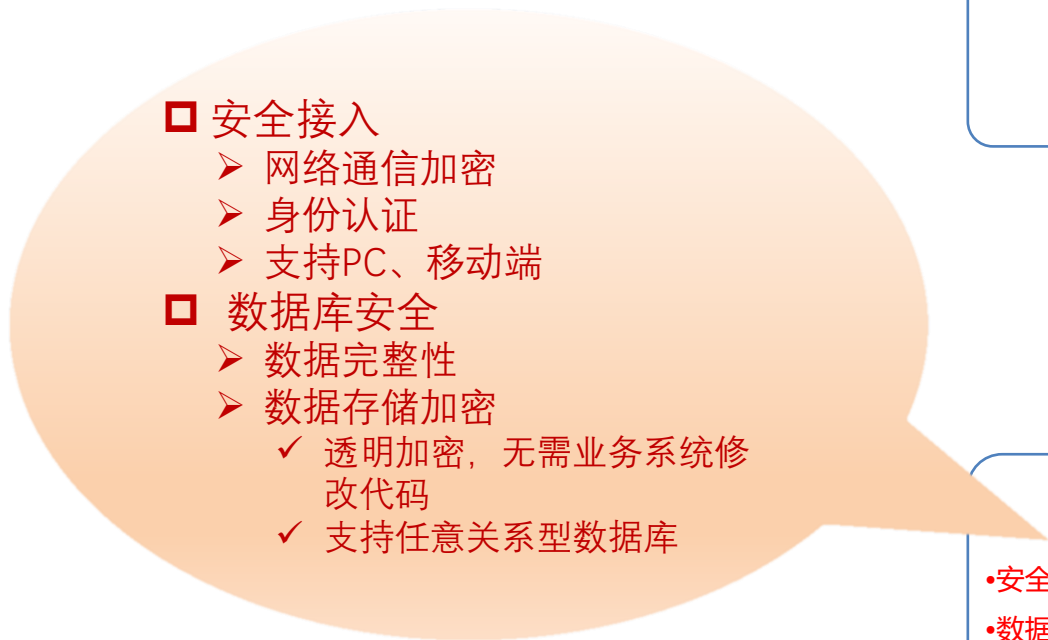 安全接入
网络通信加密
身份认证
支持PC、移动端
数据库安全
数据完整性
数据存储加密
透明加密，无需业务系统修
改代码
支持任意关系型数据库
•安全
•数据